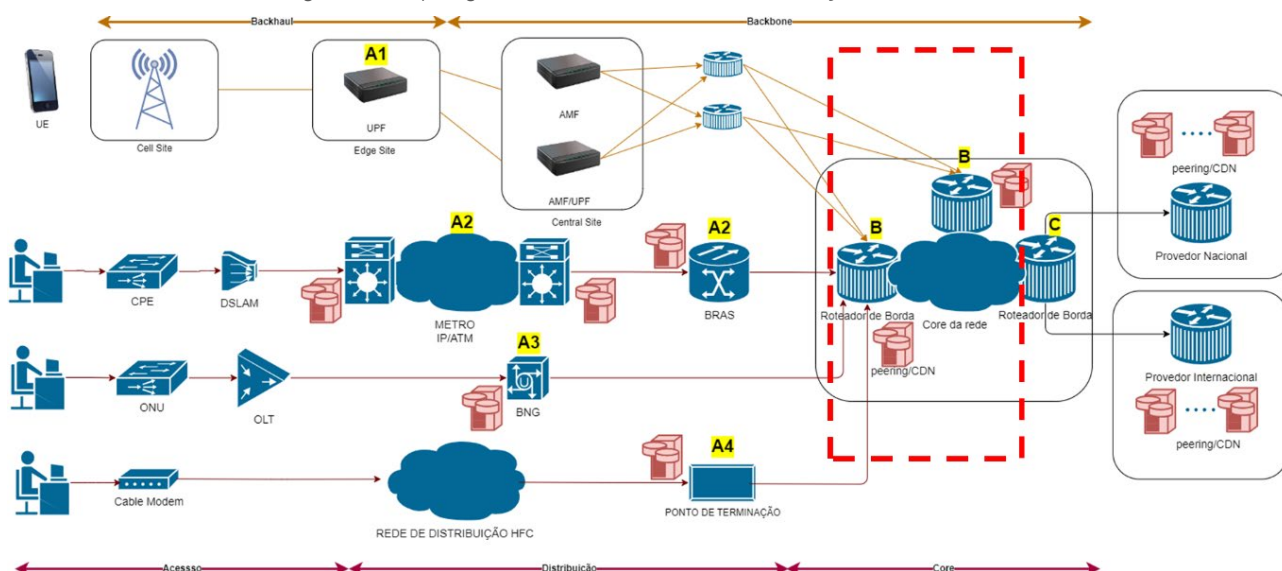 Backhaul
Backbone
A1
UE
UPF
Cell Site
Edge Site
AMF
AMF/UPF
Central Site
B
peering/CDN
Provedor Nacional
A2
A2
B
C
CPE
DSLAM
METRO
IP/ATM
BRAS
Roteador de Borda
Core da rede
Roteador de Borda
A3
peering/CDN
Provedor Internacional
U
ONU
OLT
BNG
peering/CDN
A4
Cable Modem
REDE DE DISTRIBUIÇÃO HFC
PONTO DE TERMINAÇÃO
Acessso
Distribuição
Core